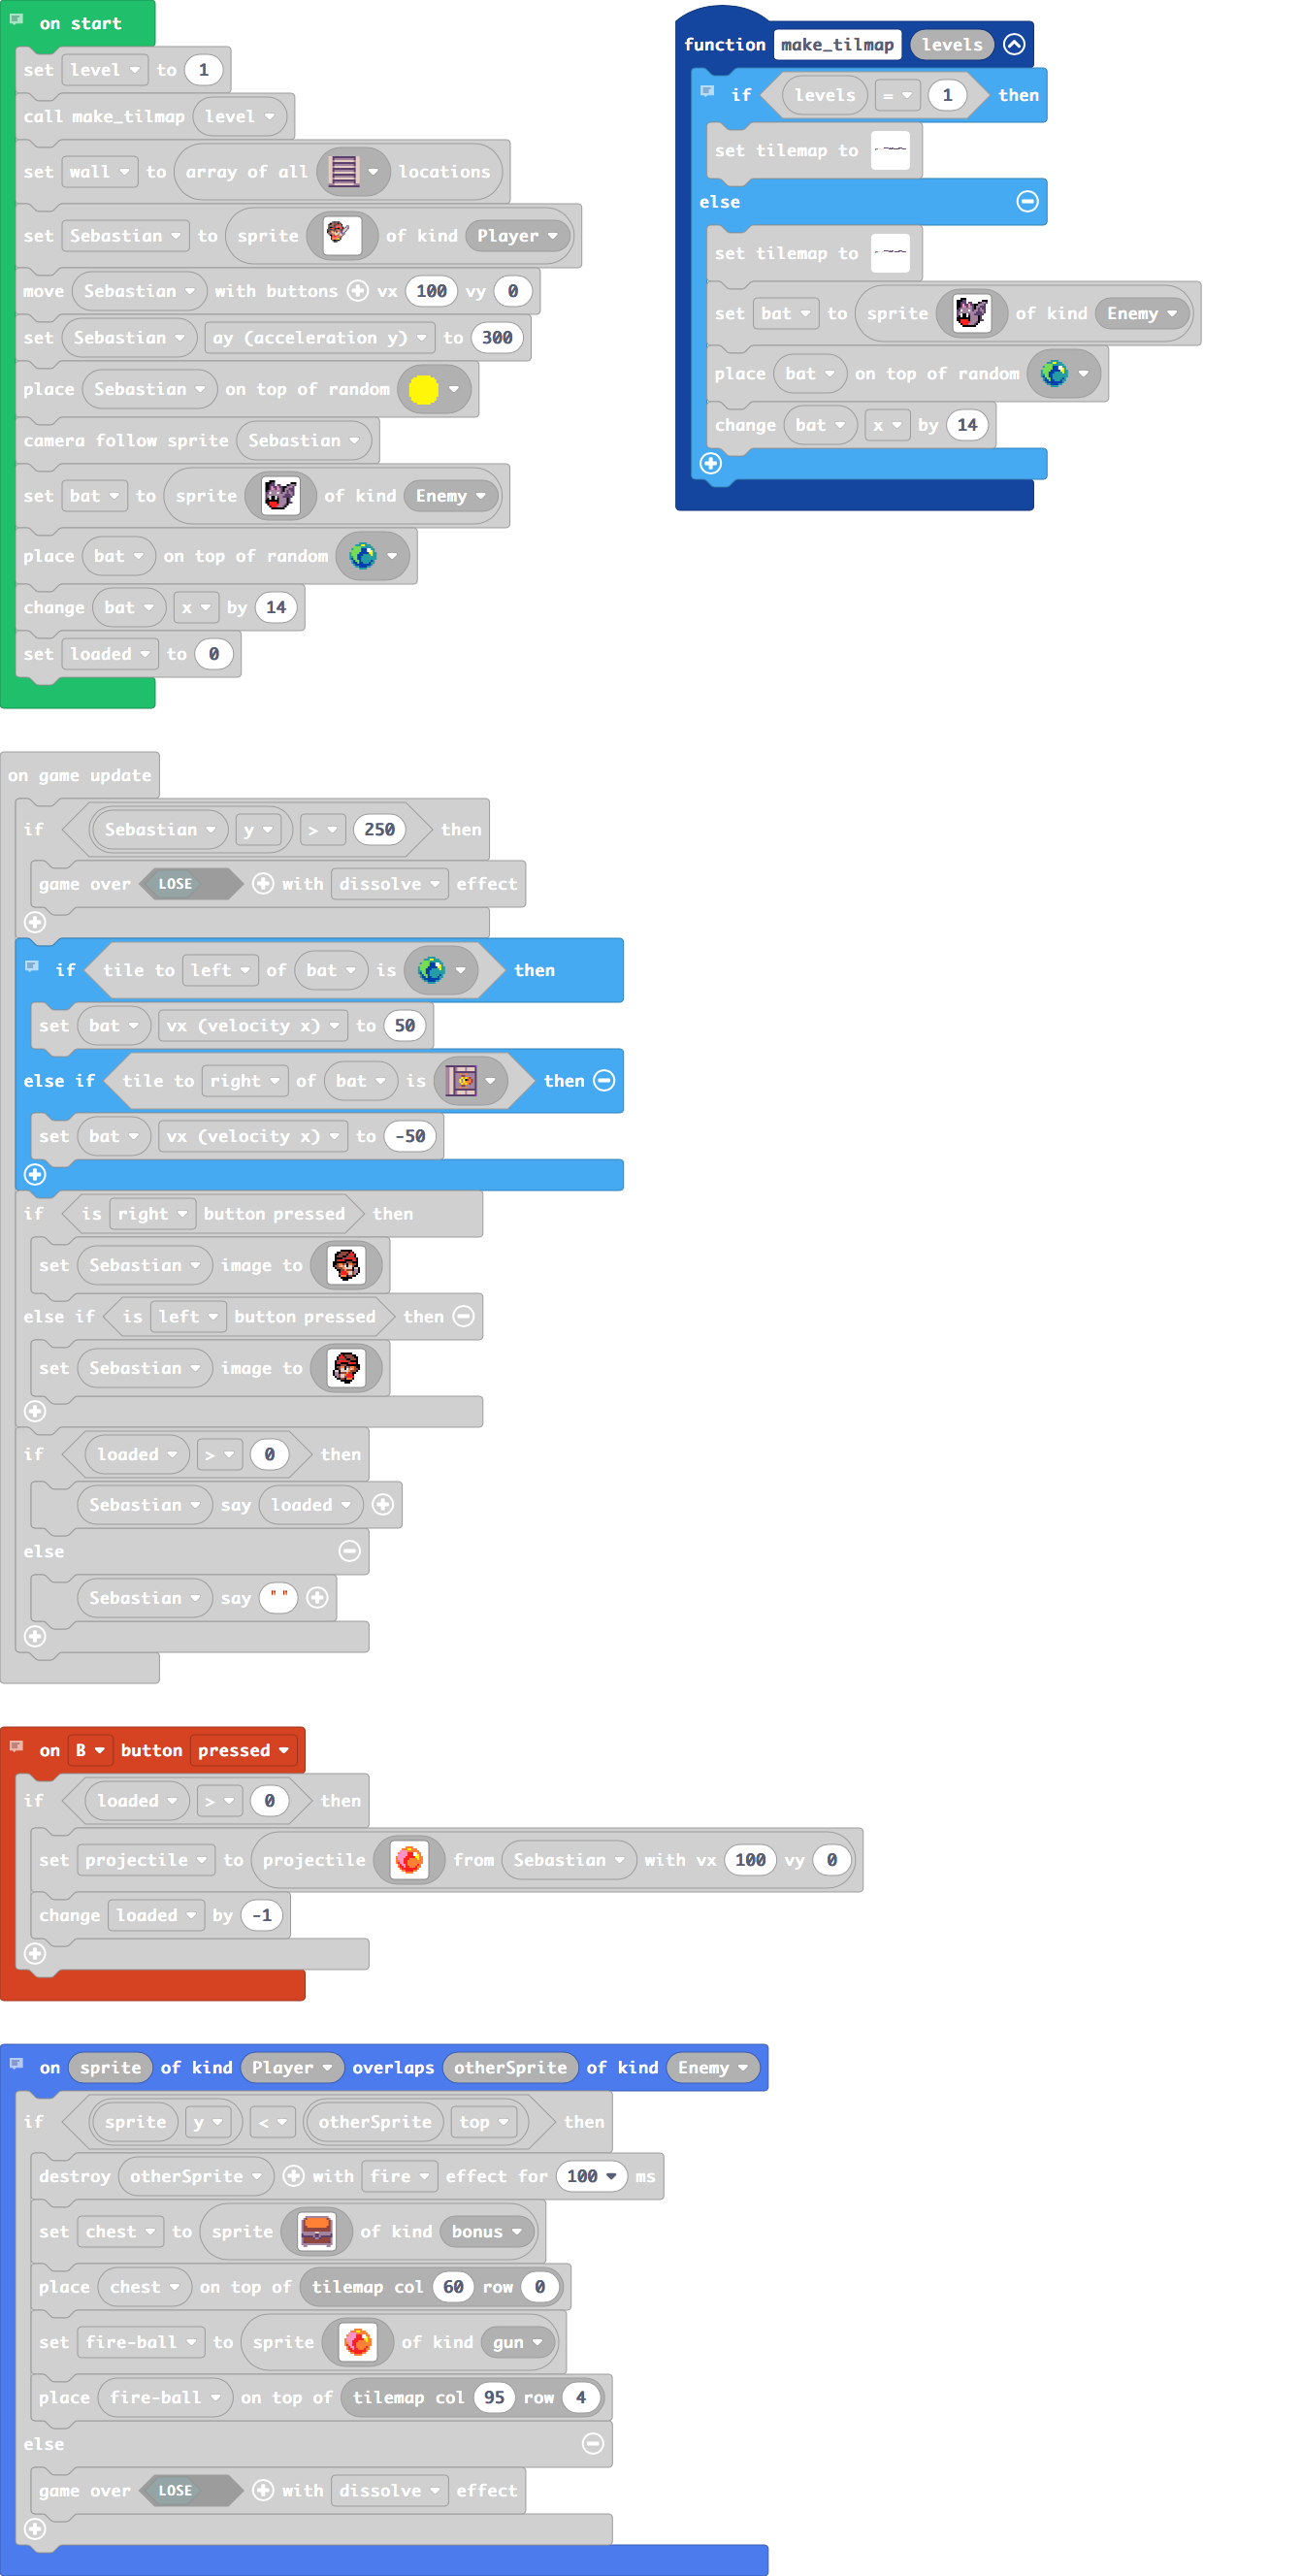 on start
set level to 1
call make_tilmap level
set wall to array of all locations
set Sebastian to sprite of kind Player
move Sebastian with buttons vx 100 vy 0
set Sebastian ay (acceleration y) to 300
place Sebastian on top of random
camera follow sprite Sebastian
set bat to sprite of kind Enemy
place bat on top of random
change bat x by 14
set loaded to 0
function make_tilmap levels
if levels = 1 then
set tilemap to
else
set tilemap to
set bat to sprite of kind Enemy
place bat on top of random
change bat x by 14
on game update
if Sebastian y > 250 then
game over LOSE with dissolve effect
if tile to left of bat is then
set bat vx (velocity x) to 50
else if tile to right of bat is then
set bat vx (velocity x) to -50
if is right button pressed then
set Sebastian image to
else if is left button pressed then
set Sebastian image to
if loaded > 0 then
Sebastian say loaded
else
Sebastian say " "
on B button pressed
if loaded > 0 then
set projectile to projectile from Sebastian with vx 100 vy 0
change loaded by -1
on sprite of kind Player overlaps otherSprite of kind Enemy
if sprite y < otherSprite top then
destroy otherSprite with fire effect for 100 ms
set chest to sprite of kind bonus
place chest on top of tilemap col 60 row 0
set fire-ball to sprite of kind gun
place fire-ball on top of tilemap col 95 row 4
else
game over LOSE with dissolve effect